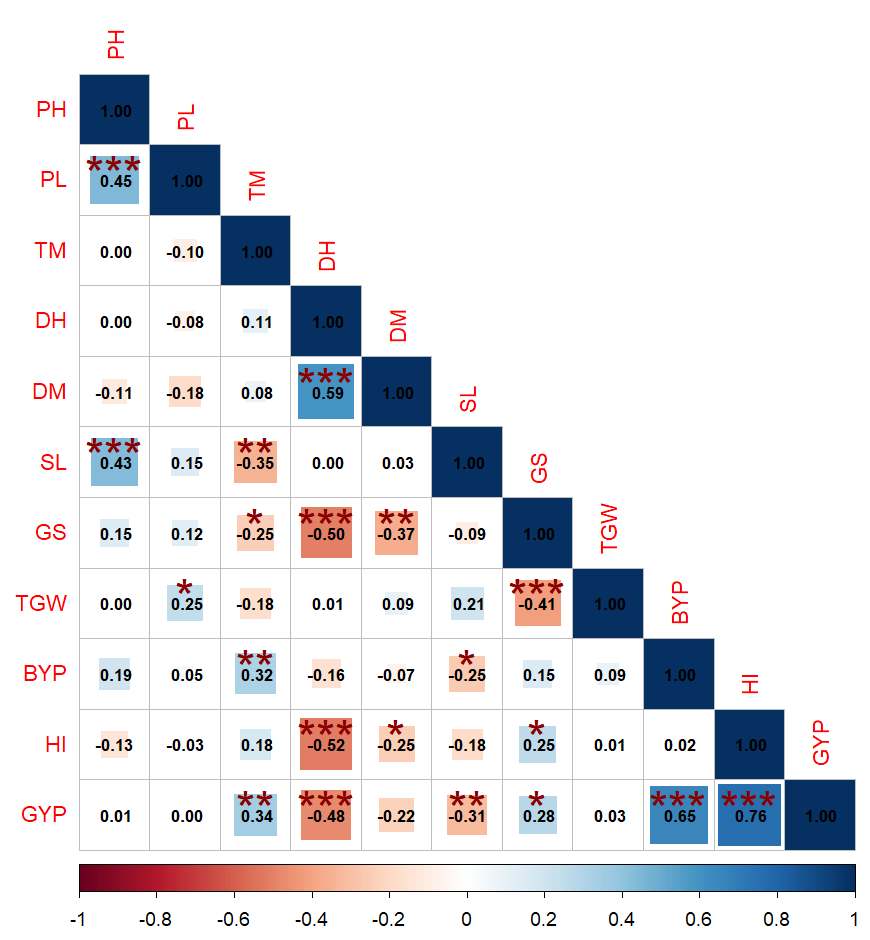 PH
PH 1.00 PL
PL *** 0.45 1.00 TM
TM 0.00 -0.10 1.00 DH
DH 0.00 -0.08 0.11 1.00 DM
DM -0.11 -0.18 0.08 *** 0.59 1.00 SL
SL *** 0.43 0.15 ** -0.35 0.00 0.03 1.00 GS
GS 0.15 0.12 * -0.25 *** -0.50 ** -0.37 -0.09 1.00 TGW
TGW 0.00 * 0.25 -0.18 0.01 0.09 0.21 *** -0.41 1.00 BYP
BYP 0.19 0.05 ** 0.32 -0.16 -0.07 * -0.25 0.15 0.09 1.00 HI
HI -0.13 -0.03 0.18 *** -0.52 * -0.25 -0.18 * 0.25 0.01 0.02 1.00 GYP
GYP 0.01 0.00 ** 0.34 *** -0.48 -0.22 ** -0.31 * 0.28 0.03 *** 0.65 *** 0.76 1.00
-1 -0.8 -0.6 -0.4 -0.2 0 0.2 0.4 0.6 0.8 1